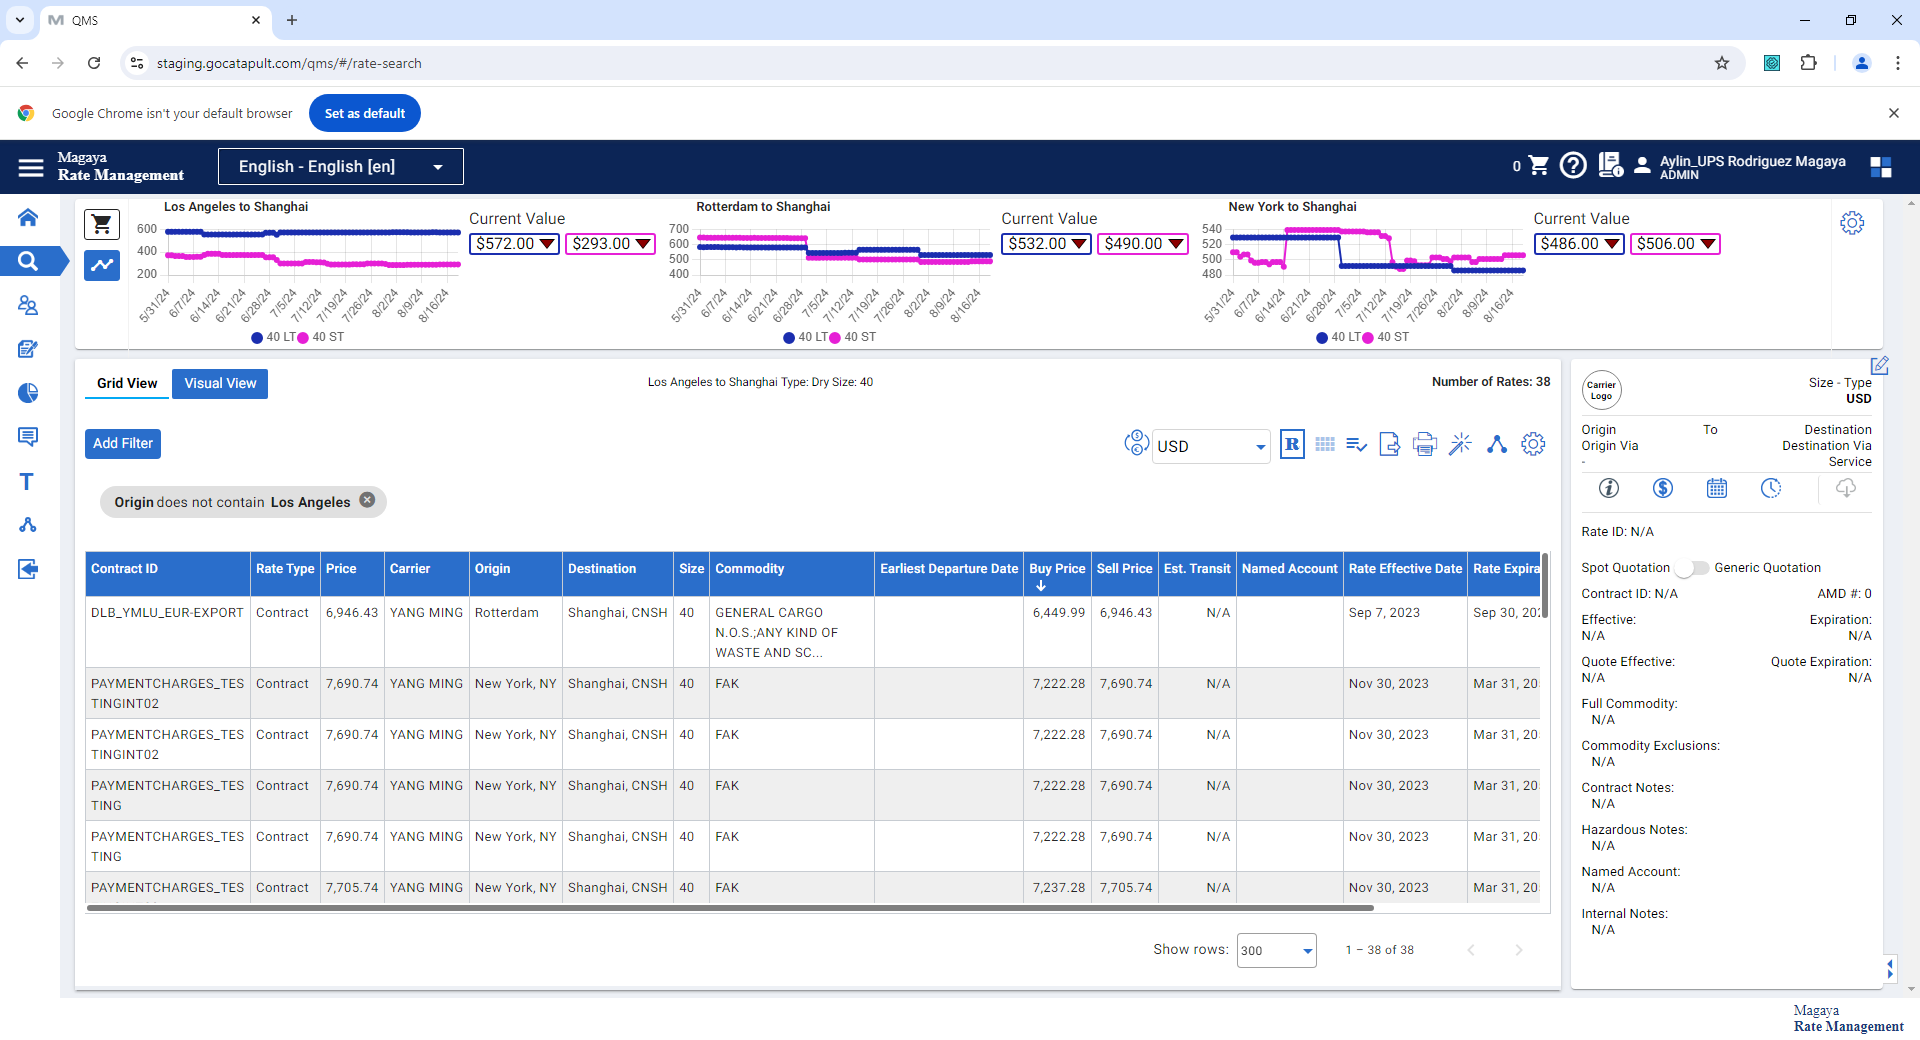 QMS
staging.gocatapult.com/qms/#/rate-search
Google Chrome isn't your default browser
Set as default
Magaya
Rate Management
English - English [en]
0
Aylin_UPS Rodriguez Magaya
ADMIN
Los Angeles to Shanghai
600
400
200
5/31/24 6/7/24 6/14/24 6/21/24 6/28/24 7/5/24 7/12/24 7/19/24 7/26/24 8/2/24 8/9/24 8/16/24
40 LT 40 ST
Current Value
$572.00 $293.00
Rotterdam to Shanghai
700
600
500
400
5/31/24 6/7/24 6/14/24 6/21/24 6/28/24 7/5/24 7/12/24 7/19/24 7/26/24 8/2/24 8/9/24 8/16/24
40 LT 40 ST
Current Value
$532.00 $490.00
New York to Shanghai
540
520
500
480
5/31/24 6/7/24 6/14/24 6/21/24 6/28/24 7/5/24 7/12/24 7/19/24 7/26/24 8/2/24 8/9/24 8/16/24
40 LT 40 ST
Current Value
$486.00 $506.00
Grid View Visual View
Los Angeles to Shanghai Type: Dry Size: 40
Number of Rates: 38
Add Filter
USD
R
Origin does not contain Los Angeles
Contract ID Rate Type Price Carrier Origin Destination Size Commodity Earliest Departure Date Buy Price Sell Price Est. Transit Named Account Rate Effective Date Rate Expira
DLB_YMLU_EUR-EXPORT Contract 6,946.43 YANG MING Rotterdam Shanghai, CNSH 40 GENERAL CARGO 6,449.99 6,946.43 N/A Sep 7, 2023 Sep 30, 202
N.O.S.;ANY KIND OF
WASTE AND SC...
PAYMENTCHARGES_TES Contract 7,690.74 YANG MING New York, NY Shanghai, CNSH 40 FAK 7,222.28 7,690.74 N/A Nov 30, 2023 Mar 31, 20
TINGINT02
PAYMENTCHARGES_TES Contract 7,690.74 YANG MING New York, NY Shanghai, CNSH 40 FAK 7,222.28 7,690.74 N/A Nov 30, 2023 Mar 31, 20
TINGINT02
PAYMENTCHARGES_TES Contract 7,690.74 YANG MING New York, NY Shanghai, CNSH 40 FAK 7,222.28 7,690.74 N/A Nov 30, 2023 Mar 31, 20
TING
PAYMENTCHARGES_TES Contract 7,690.74 YANG MING New York, NY Shanghai, CNSH 40 FAK 7,222.28 7,690.74 N/A Nov 30, 2023 Mar 31, 20
TING
PAYMENTCHARGES_TES Contract 7,705.74 YANG MING New York, NY Shanghai, CNSH 40 FAK 7,237.28 7,705.74 N/A Nov 30, 2023 Mar 31, 20
Show rows: 300 1 – 38 of 38
Carrier
Logo
Size - Type
USD
Origin To Destination
Origin Via Destination Via
- Service
Rate ID: N/A
Spot Quotation Generic Quotation
Contract ID: N/A AMD #: 0
Effective: Expiration:
N/A N/A
Quote Effective: Quote Expiration:
N/A N/A
Full Commodity:
N/A
Commodity Exclusions:
N/A
Contract Notes:
N/A
Hazardous Notes:
N/A
Named Account:
N/A
Internal Notes:
N/A
Magaya
Rate Management